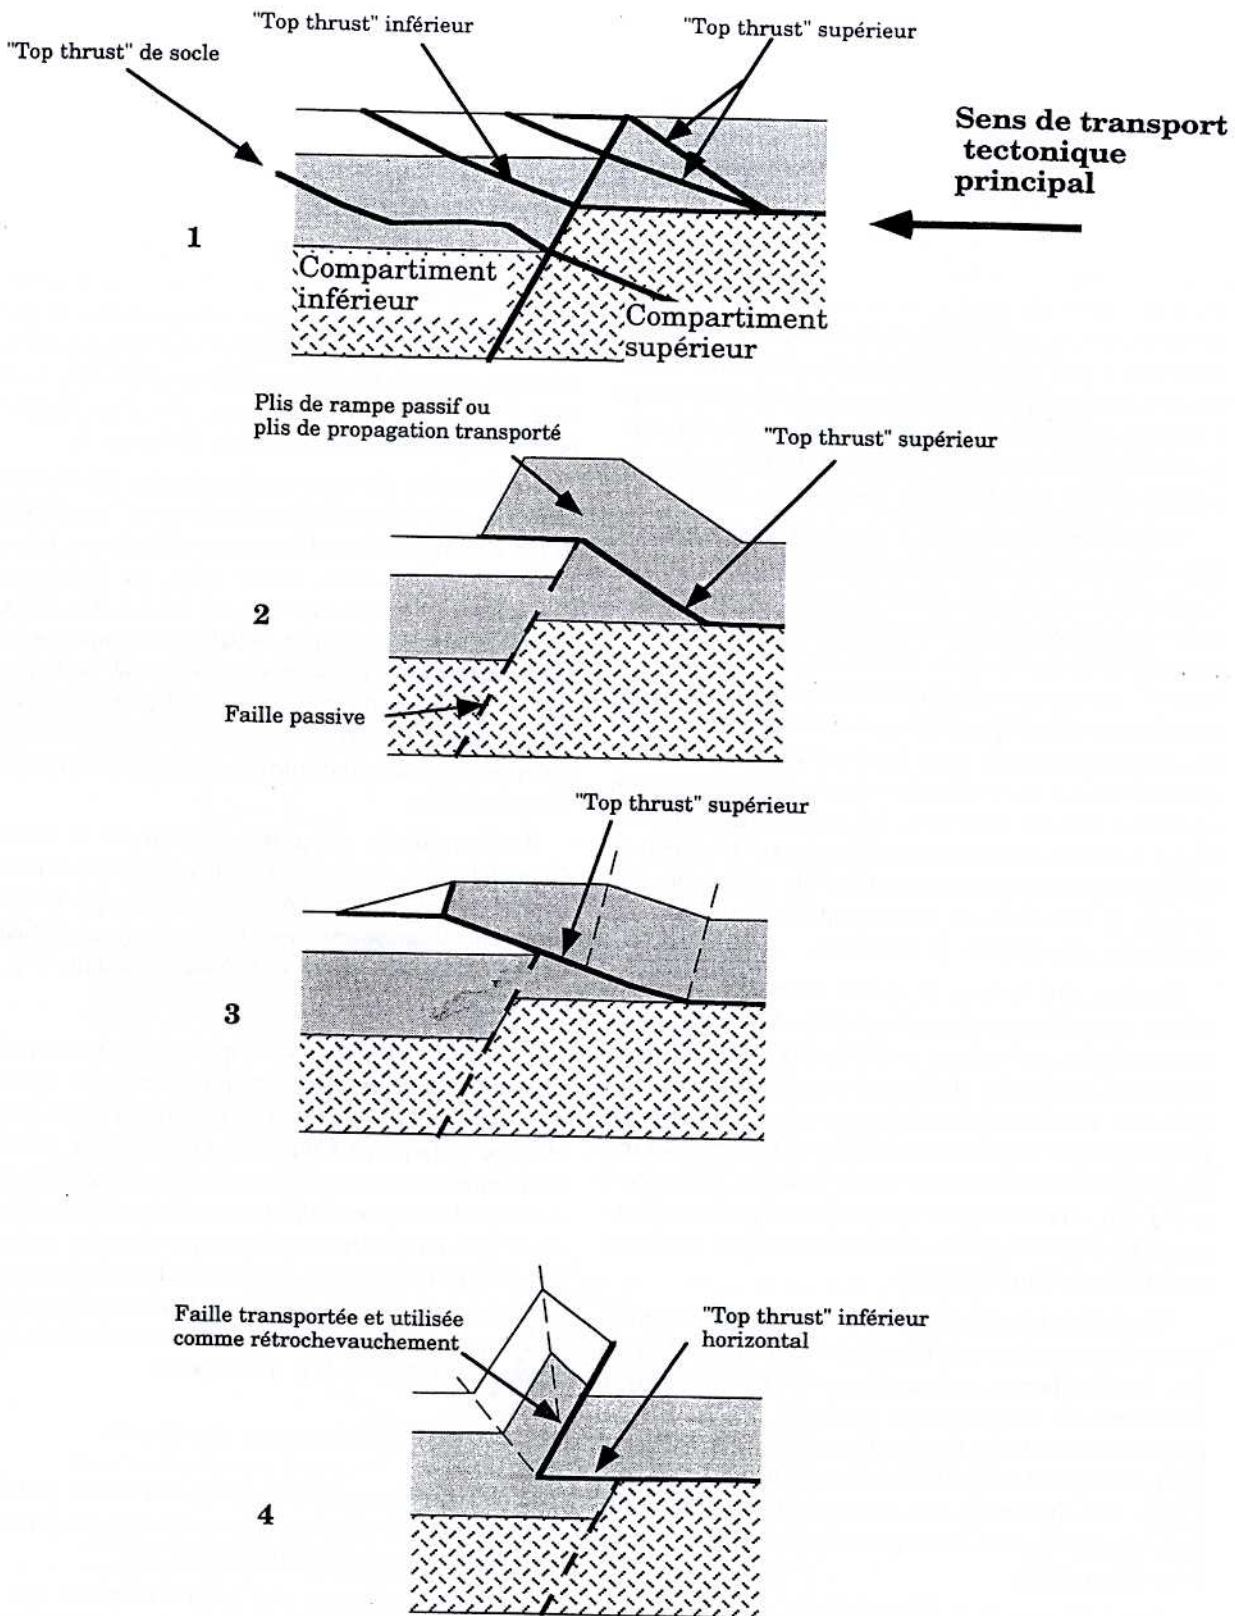 "Top thrust" inférieur
"Top thrust" supérieur
"Top thrust" de socle
Sens de transport
tectonique
principal
1
Compartiment
inférieur
Compartiment
supérieur
Plis de rampe passif ou
plis de propagation transporté
"Top thrust" supérieur
2
Faille passive
"Top thrust" supérieur
3
Faille transportée et utilisée
comme rétrochevauchement
"Top thrust" inférieur
horizontal
4